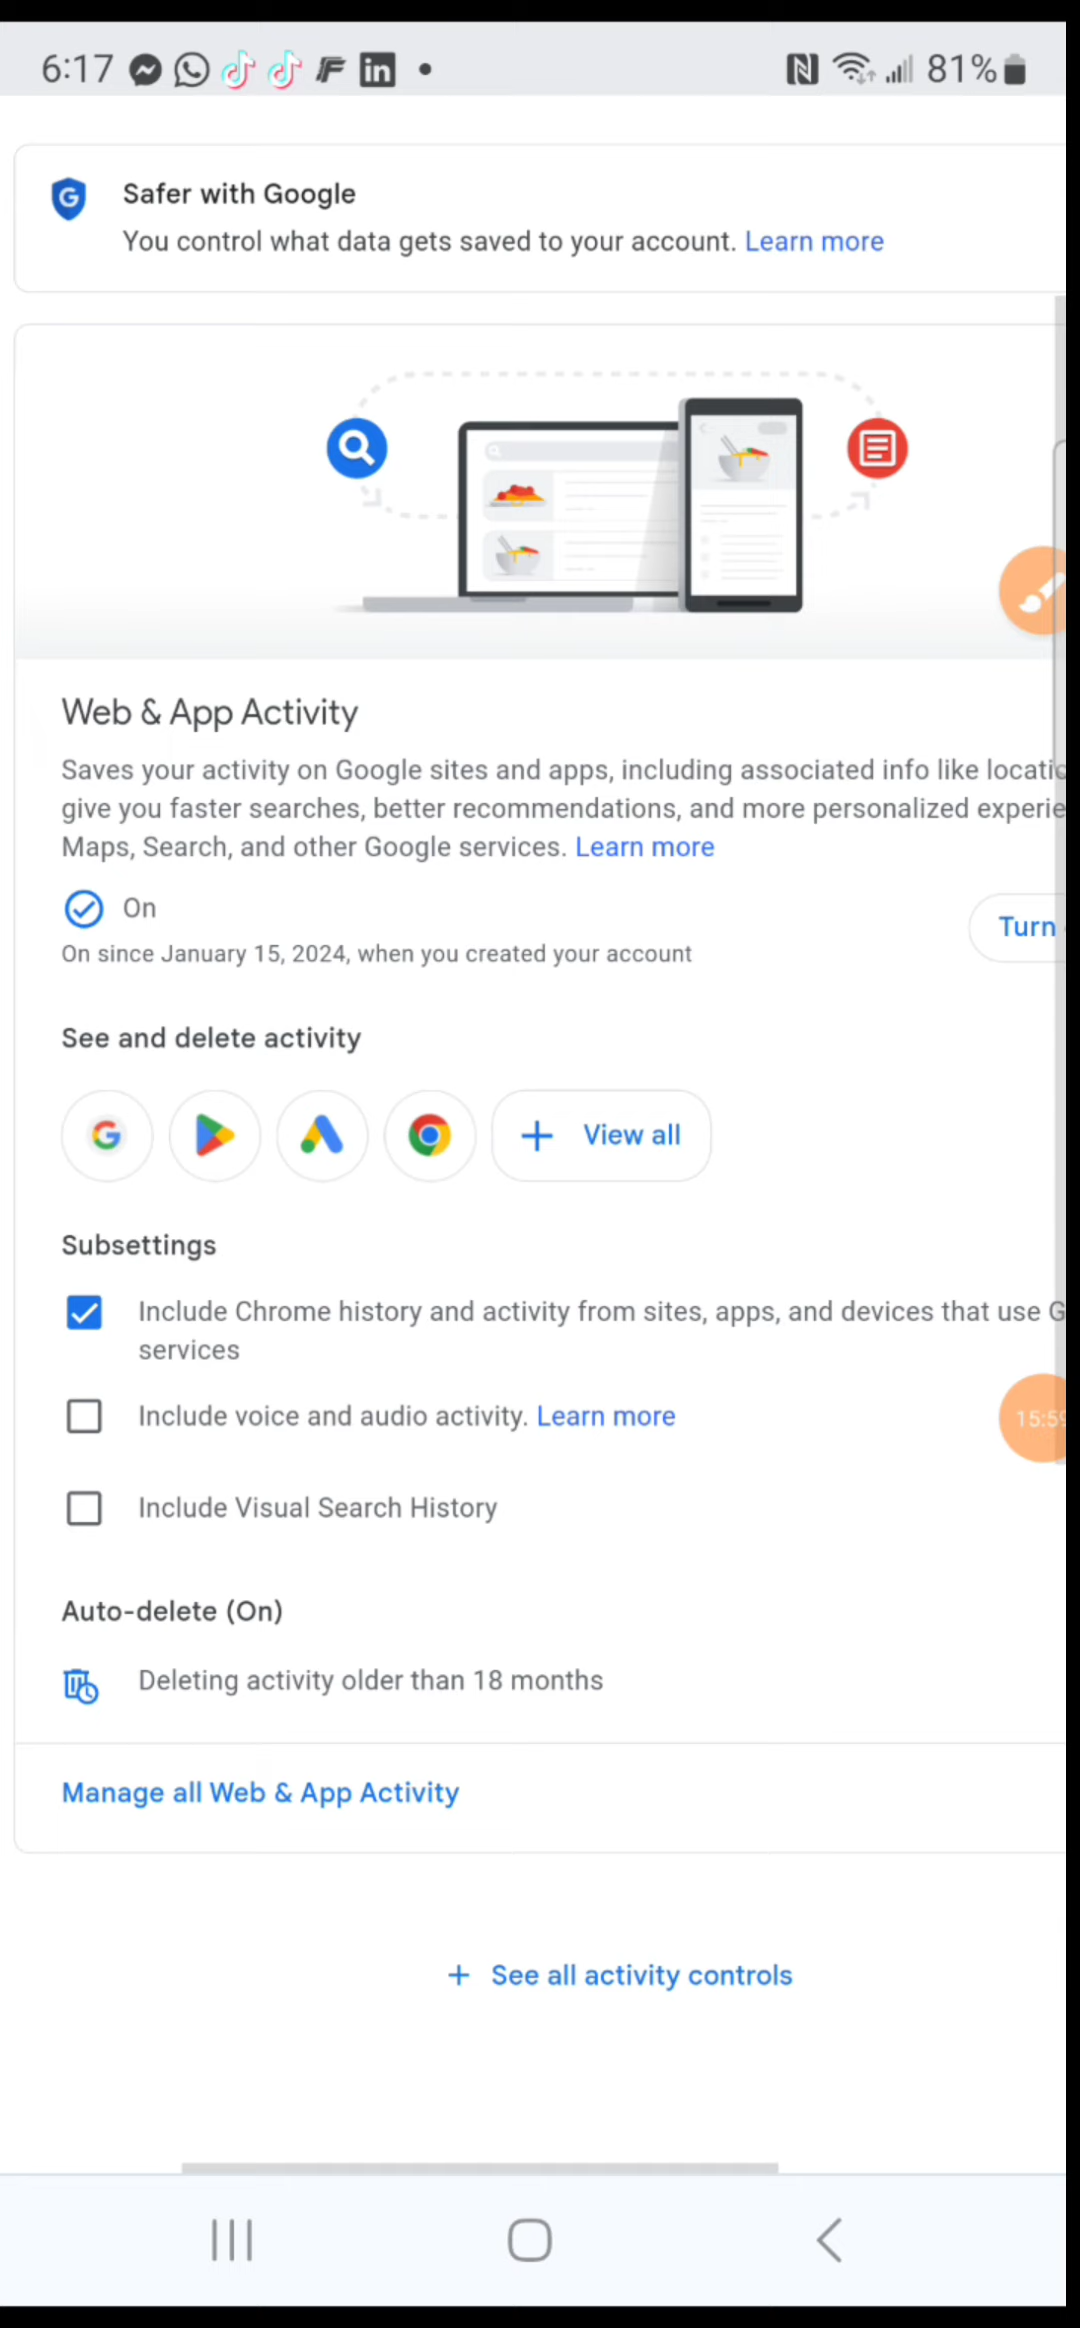 6:17
81%
Safer with Google
You control what data gets saved to your account. Learn more
Web & App Activity
Saves your activity on Google sites and apps, including associated info like
give you faster searches, better recommendations, and more personalized
Maps, Search, and other Google services. Learn more
On
Turn
On since January 15, 2024, when you created your account
See and delete activity
View all
Subsettings
Include Chrome history and activity from sites, apps, and devices that use
services
Include voice and audio activity. Learn more
Include Visual Search History
Auto-delete (On)
Deleting activity older than 18 months
Manage all Web & App Activity
+ See all activity controls